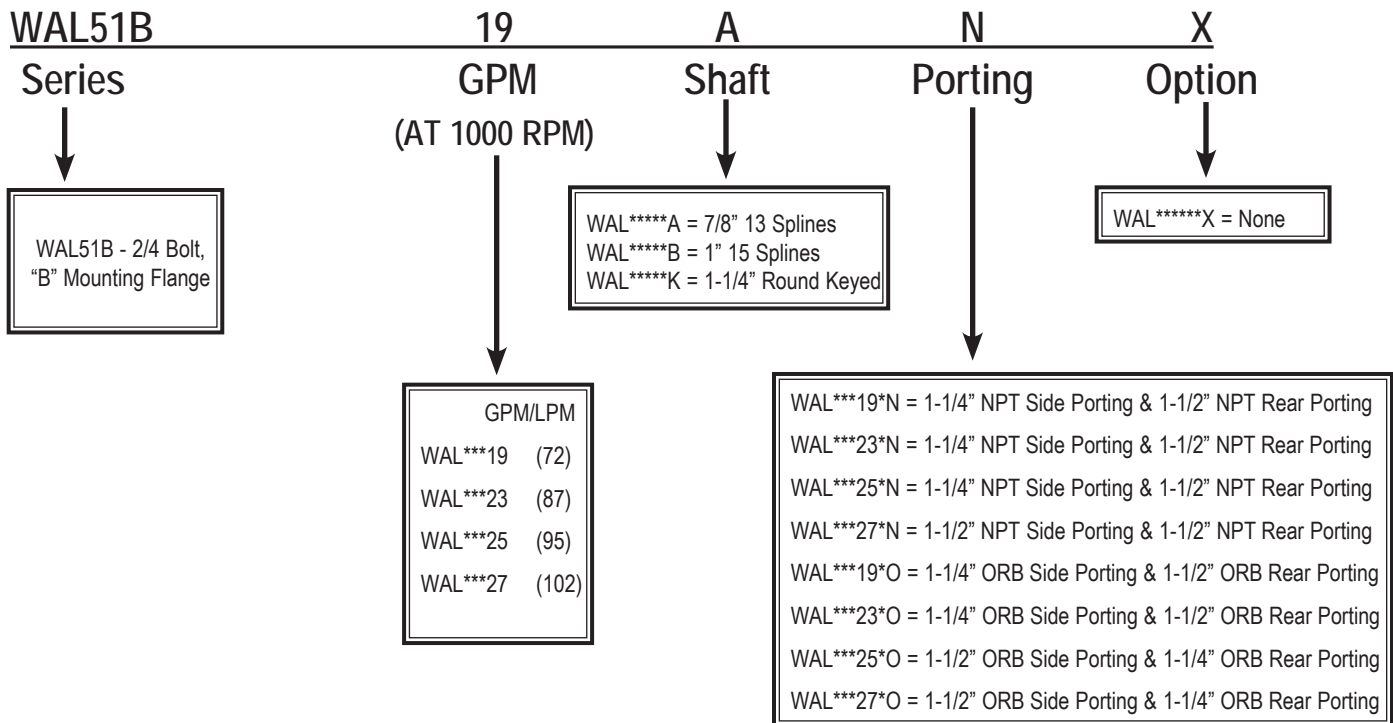 WAL51B 19 A N X
Series GPM Shaft Porting Option
(AT 1000 RPM)
WAL51B - 2/4 Bolt,
“B” Mounting Flange
GPM/LPM
WAL***19 (72)
WAL***23 (87)
WAL***25 (95)
WAL***27 (102)
WAL*****A = 7/8” 13 Splines
WAL*****B = 1” 15 Splines
WAL*****K = 1-1/4” Round Keyed
WAL***19*N = 1-1/4” NPT Side Porting & 1-1/2” NPT Rear Porting
WAL***23*N = 1-1/4” NPT Side Porting & 1-1/2” NPT Rear Porting
WAL***25*N = 1-1/4” NPT Side Porting & 1-1/2” NPT Rear Porting
WAL***27*N = 1-1/2” NPT Side Porting & 1-1/2” NPT Rear Porting
WAL***19*O = 1-1/4” ORB Side Porting & 1-1/2” ORB Rear Porting
WAL***23*O = 1-1/4” ORB Side Porting & 1-1/2” ORB Rear Porting
WAL***25*O = 1-1/2” ORB Side Porting & 1-1/4” ORB Rear Porting
WAL***27*O = 1-1/2” ORB Side Porting & 1-1/4” ORB Rear Porting
WAL******X = None